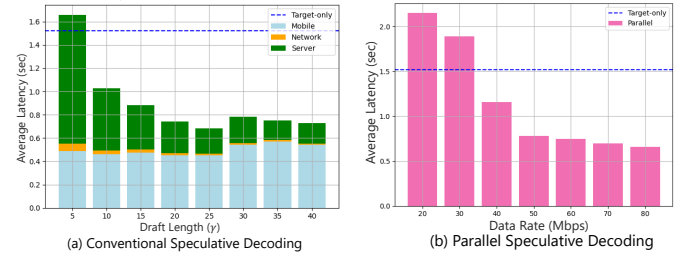 Average Latency (sec)
1.6
1.4
1.2
1.0
0.8
0.6
0.4
0.2
0.0
Target-only
Mobile
Network
Server
5 10 15 20 25 30 35 40
Draft Length (γ)
(a) Conventional Speculative Decoding
Average Latency (sec)
2.0
1.5
1.0
0.5
0.0
Target-only
Parallel
20 30 40 50 60 70 80
Data Rate (Mbps)
(b) Parallel Speculative Decoding